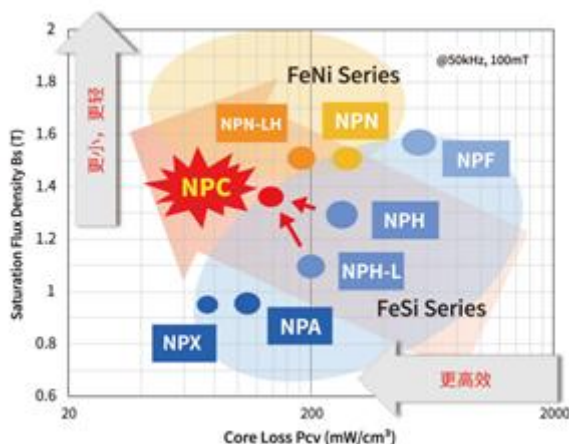 2
@50kHz, 100mT
1.8
FeNi Series
更小，更轻
NPN-LH
NPN
1.6
NPF
NPC
1.4
NPH
1.2
NPH-L
1
FeSi Series
NPX
NPA
0.8
更高效
0.6
20
200
2000
Saturation Flux Density Bs (T)
Core Loss Pcv (mW/cm³)